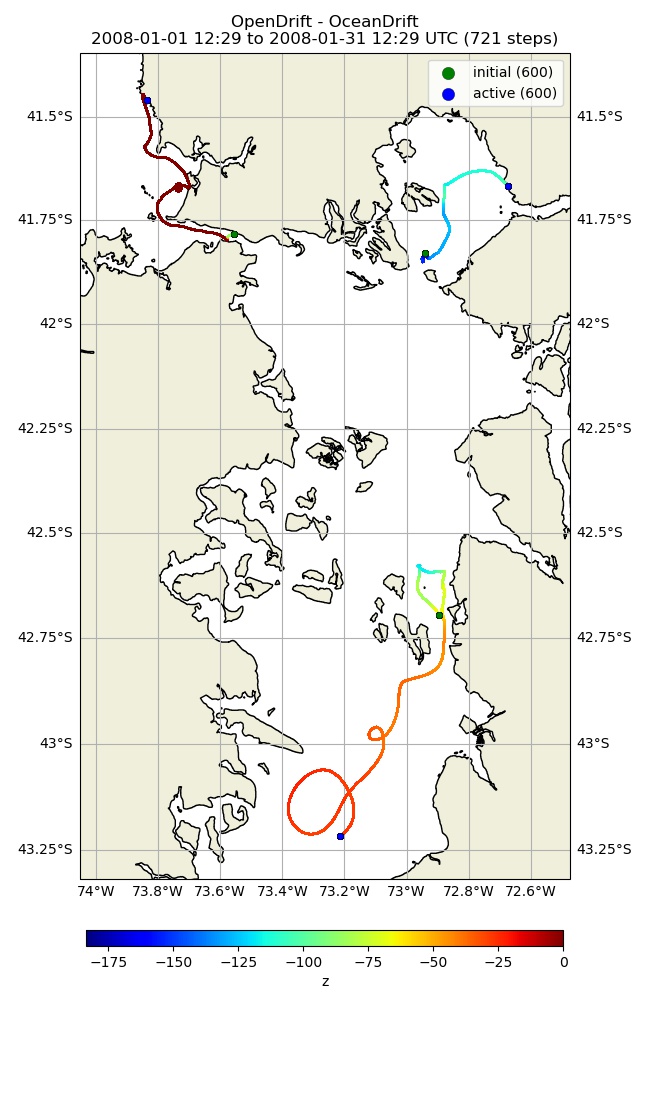 OpenDrift - OceanDrift
2008-01-01 12:29 to 2008-01-31 12:29 UTC (721 steps)
initial (600)
active (600)
41.5°S 41.5°S
41.75°S 41.75°S
42°S 42°S
42.25°S 42.25°S
42.5°S 42.5°S
42.75°S 42.75°S
43°S 43°S
43.25°S 43.25°S
74°W 73.8°W 73.6°W 73.4°W 73.2°W 73°W 72.8°W 72.6°W
−175 −150 −125 −100 −75 −50 −25 0
z